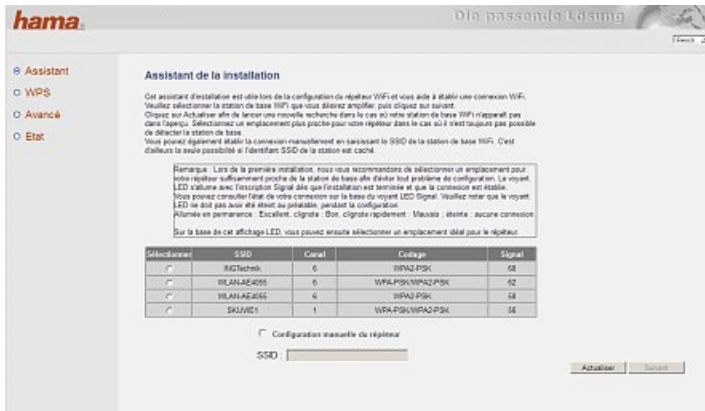 hama.
Die passende Lösung
French
Assistant
WPS
Avancé
Etat
Assistant de la installation
Cet assistant d'installation est utile lors de la configuration du répéteur WiFi et vous aide à établir une connexion WiFi.
Veuillez sélectionner la station de base WiFi que vous désirez amplifier, puis cliquez sur suivant.
Cliquez sur Actualiser afin de lancer une nouvelle recherche dans le cas où votre station de base WiFi n'apparaît pas
dans l'aperçu. Sélectionnez un emplacement plus proche pour votre répéteur dans le cas où il n'est toujours pas possible
de détecter la station de base.
Vous pouvez également établir la connexion manuellement en saisissant le SSID de la station de base WiFi. C'est
d'ailleurs la seule possibilité si l'identifiant SSID de la station est caché.
Remarque : Lors de la première installation, nous vous recommandons de sélectionner un emplacement pour
votre répéteur suffisamment proche de la station de base afin d'éviter tout problème de configuration. Le voyant
LED s'allume avec l'inscription Signal dès que l'installation est terminée et que la connexion est établie.
Vous pouvez consulter l'état de votre connexion sur la base du voyant LED Signal. Veuillez noter que le voyant
LED ne doit pas avoir été éteint au préalable, pendant la configuration.
Allumée en permanence : Excellent, clignote : Bon, clignote rapidement : Mauvais ; éteinte : aucune connexion.
Sur la base de cet affichage LED, vous pouvez ensuite sélectionner un emplacement idéal pour le répéteur.
Sélectionner SSID Canal Codage Signal
INGTechnik 6 WPA2-PSK 68
WLAN-AE4055 6 WPA-PSK/WPA2-PSK 62
WLAN-AE4065 6 WPA2-PSK 58
SKUVIE1 1 WPA-PSK/WPA2-PSK 56
Configuration manuelle du répéteur
SSID :
Actualiser Suivant